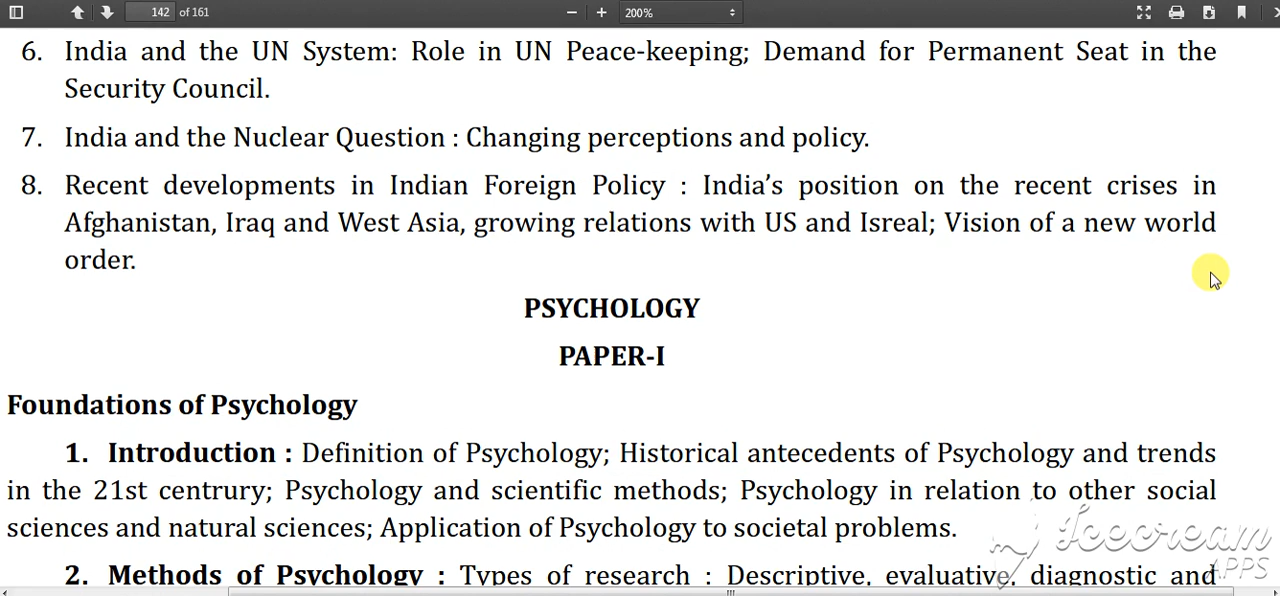 142 of 161
200%
6. India and the UN System: Role in UN Peace-keeping; Demand for Permanent Seat in the
Security Council.
7. India and the Nuclear Question : Changing perceptions and policy.
8. Recent developments in Indian Foreign Policy : India's position on the recent crises in
Afghanistan, Iraq and West Asia, growing relations with US and Isreal; Vision of a new world
order.
PSYCHOLOGY
PAPER-I
Foundations of Psychology
1. Introduction : Definition of Psychology; Historical antecedents of Psychology and trends
in the 21st centrury; Psychology and scientific methods; Psychology in relation to other social
sciences and natural sciences; Application of Psychology to societal problems.
2. Methods of Psychology : Types of research : Descriptive, evaluative, diagnostic and
Icecream
APPS